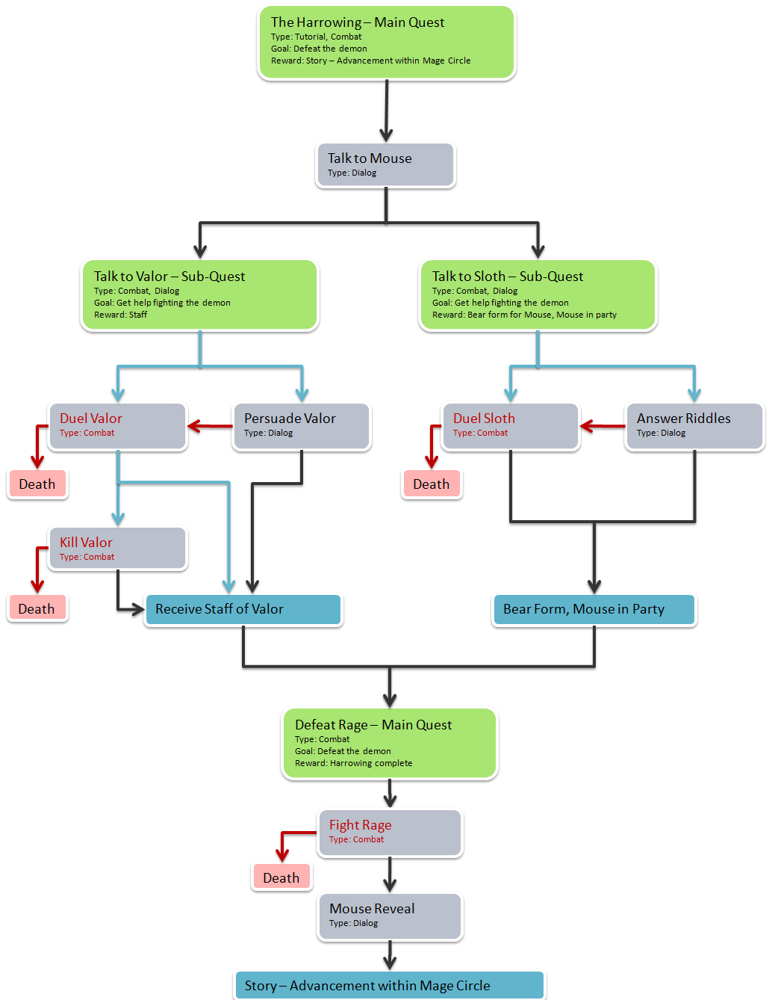 The Harrowing – Main Quest
Type: Tutorial, Combat
Goal: Defeat the demon
Reward: Story – Advancement within Mage Circle
Talk to Mouse
Type: Dialog
Talk to Valor – Sub-Quest
Type: Combat, Dialog
Goal: Get help fighting the demon
Reward: Staff
Talk to Sloth – Sub-Quest
Type: Combat, Dialog
Goal: Get help fighting the demon
Reward: Bear form for Mouse, Mouse in party
Duel Valor
Type: Combat
Persuade Valor
Type: Dialog
Duel Sloth
Type: Combat
Answer Riddles
Type: Dialog
Death
Death
Kill Valor
Type: Combat
Death
Receive Staff of Valor
Bear Form, Mouse in Party
Defeat Rage – Main Quest
Type: Combat
Goal: Defeat the demon
Reward: Harrowing complete
Fight Rage
Type: Combat
Death
Mouse Reveal
Type: Dialog
Story – Advancement within Mage Circle